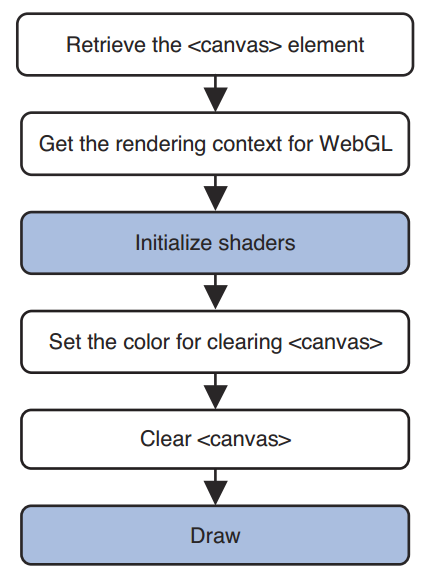 Retrieve the <canvas> element
Get the rendering context for WebGL
Initialize shaders
Set the color for clearing <canvas>
Clear <canvas>
Draw